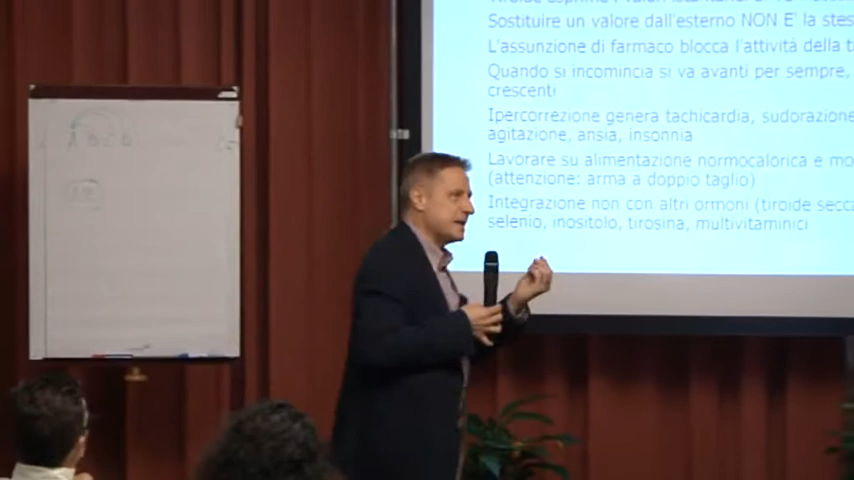 Sostituire un valore dall'esterno NON E' la stes
L'assunzione di farmaco blocca l'attività della t
Quando si incomincia si va avanti per sempre,
crescenti
Ipercorrezione genera tachicardia, sudorazione
agitazione, ansia, insonnia
Lavorare su alimentazione normocalorica e mo
(attenzione: arma a doppio taglio)
Integrazione non con altri ormoni (tiroide secca
selenio, inositolo, tirosina, multivitaminici